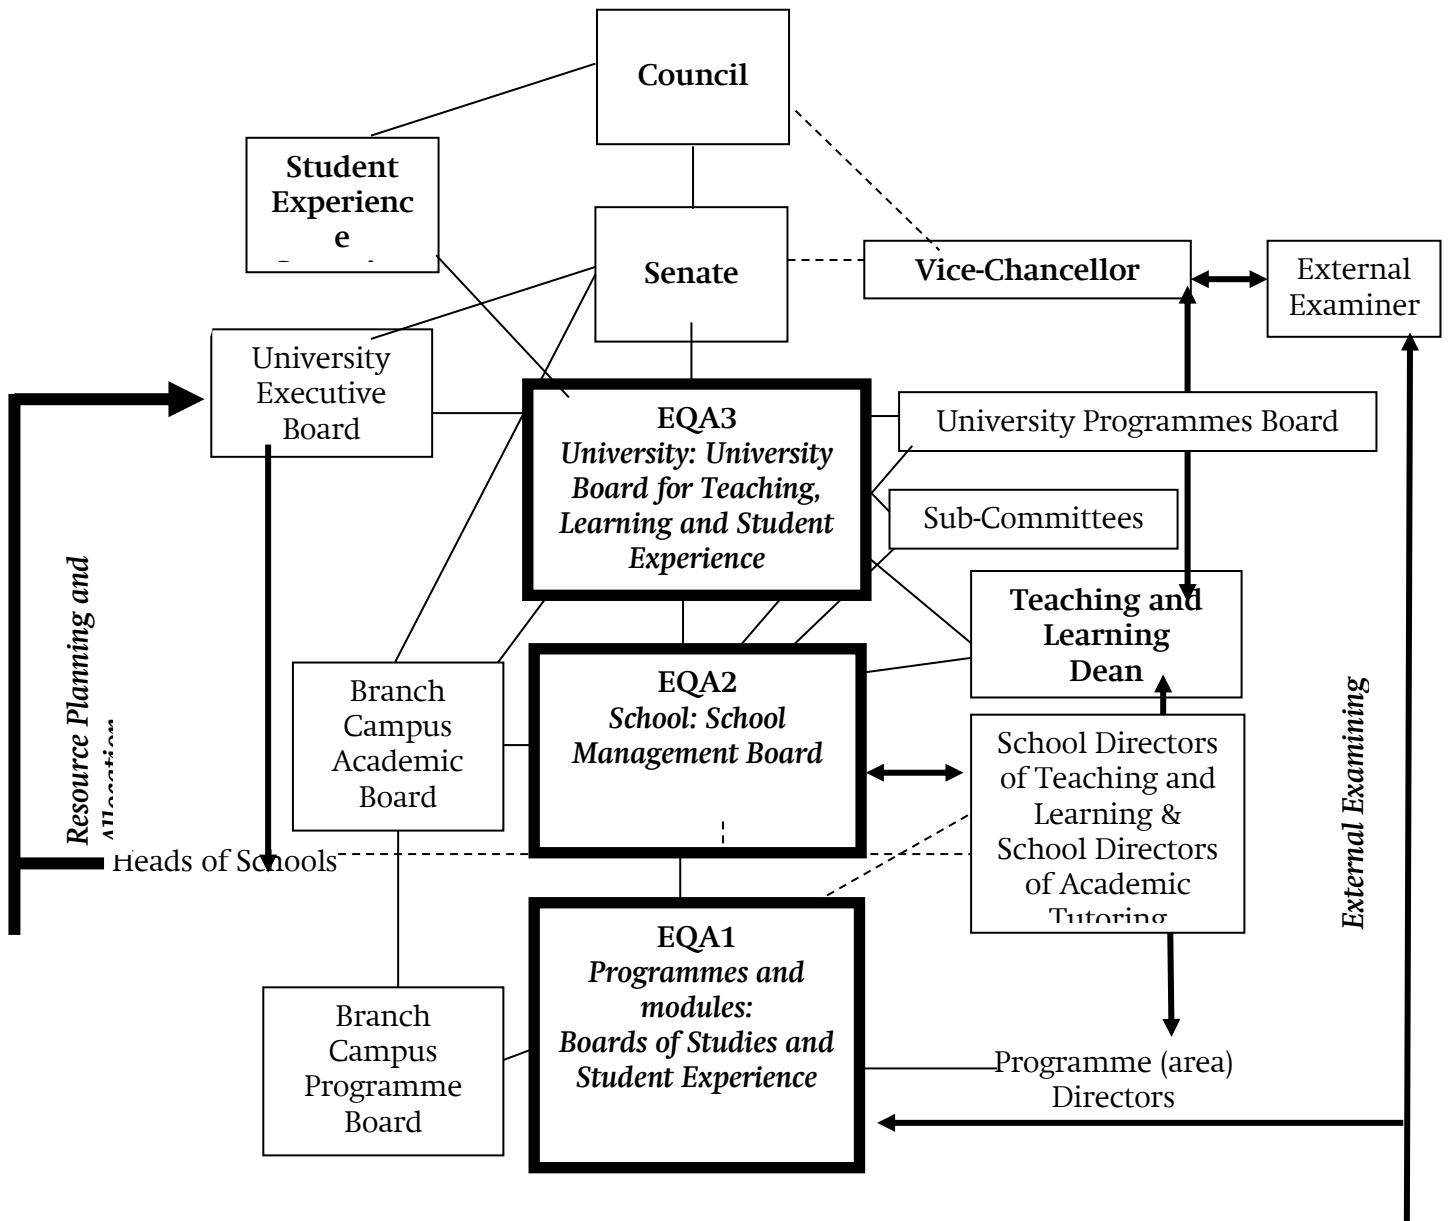 Council
Student
Experienc
e
Senate
Vice-Chancellor
External
Examiner
University
Executive
Board
EQA3
University: University
Board for Teaching,
Learning and Student
Experience
University Programmes Board
Sub-Committees
Teaching and
Learning
Dean
Resource Planning and
Allocation
Branch
Campus
Academic
Board
EQA2
School: School
Management Board
School Directors
of Teaching and
Learning &
School Directors
of Academic
Tutoring
External Examining
Heads of Schools
EQA1
Programmes and
modules:
Boards of Studies and
Student Experience
Branch
Campus
Programme
Board
Programme (area)
Directors